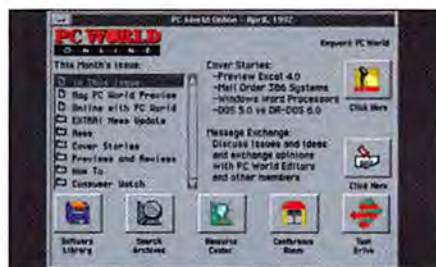 PC World Online - April, 1992
PC WORLD
ONLINE
This Month's Issue:
In This Issue
May PC World Preview
Online with PC World
EXTRA! News Update
News
Cover Stories
Previews and Reviews
How To
Consumer Watch
Cover Stories:
-Preview Excel 4.0
-Mail Order 386 Systems
-Windows Word Processors
-DOS 5.0 vs DR-DOS 6.0
Message Exchange:
Discuss issues and ideas
and exchange opinions
with PC World Editors
and other members
Request PC World
Click Here
Click Here
Software
Library
Search
Archives
Resource
Center
Conference
Room
Test
Drive